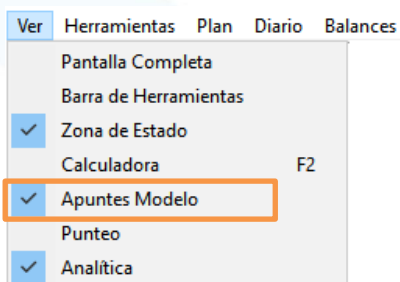 Ver Herramientas Plan Diario Balances
Pantalla Completa
Barra de Herramientas
Zona de Estado
Calculadora F2
Apuntes Modelo
Punteo
Analítica